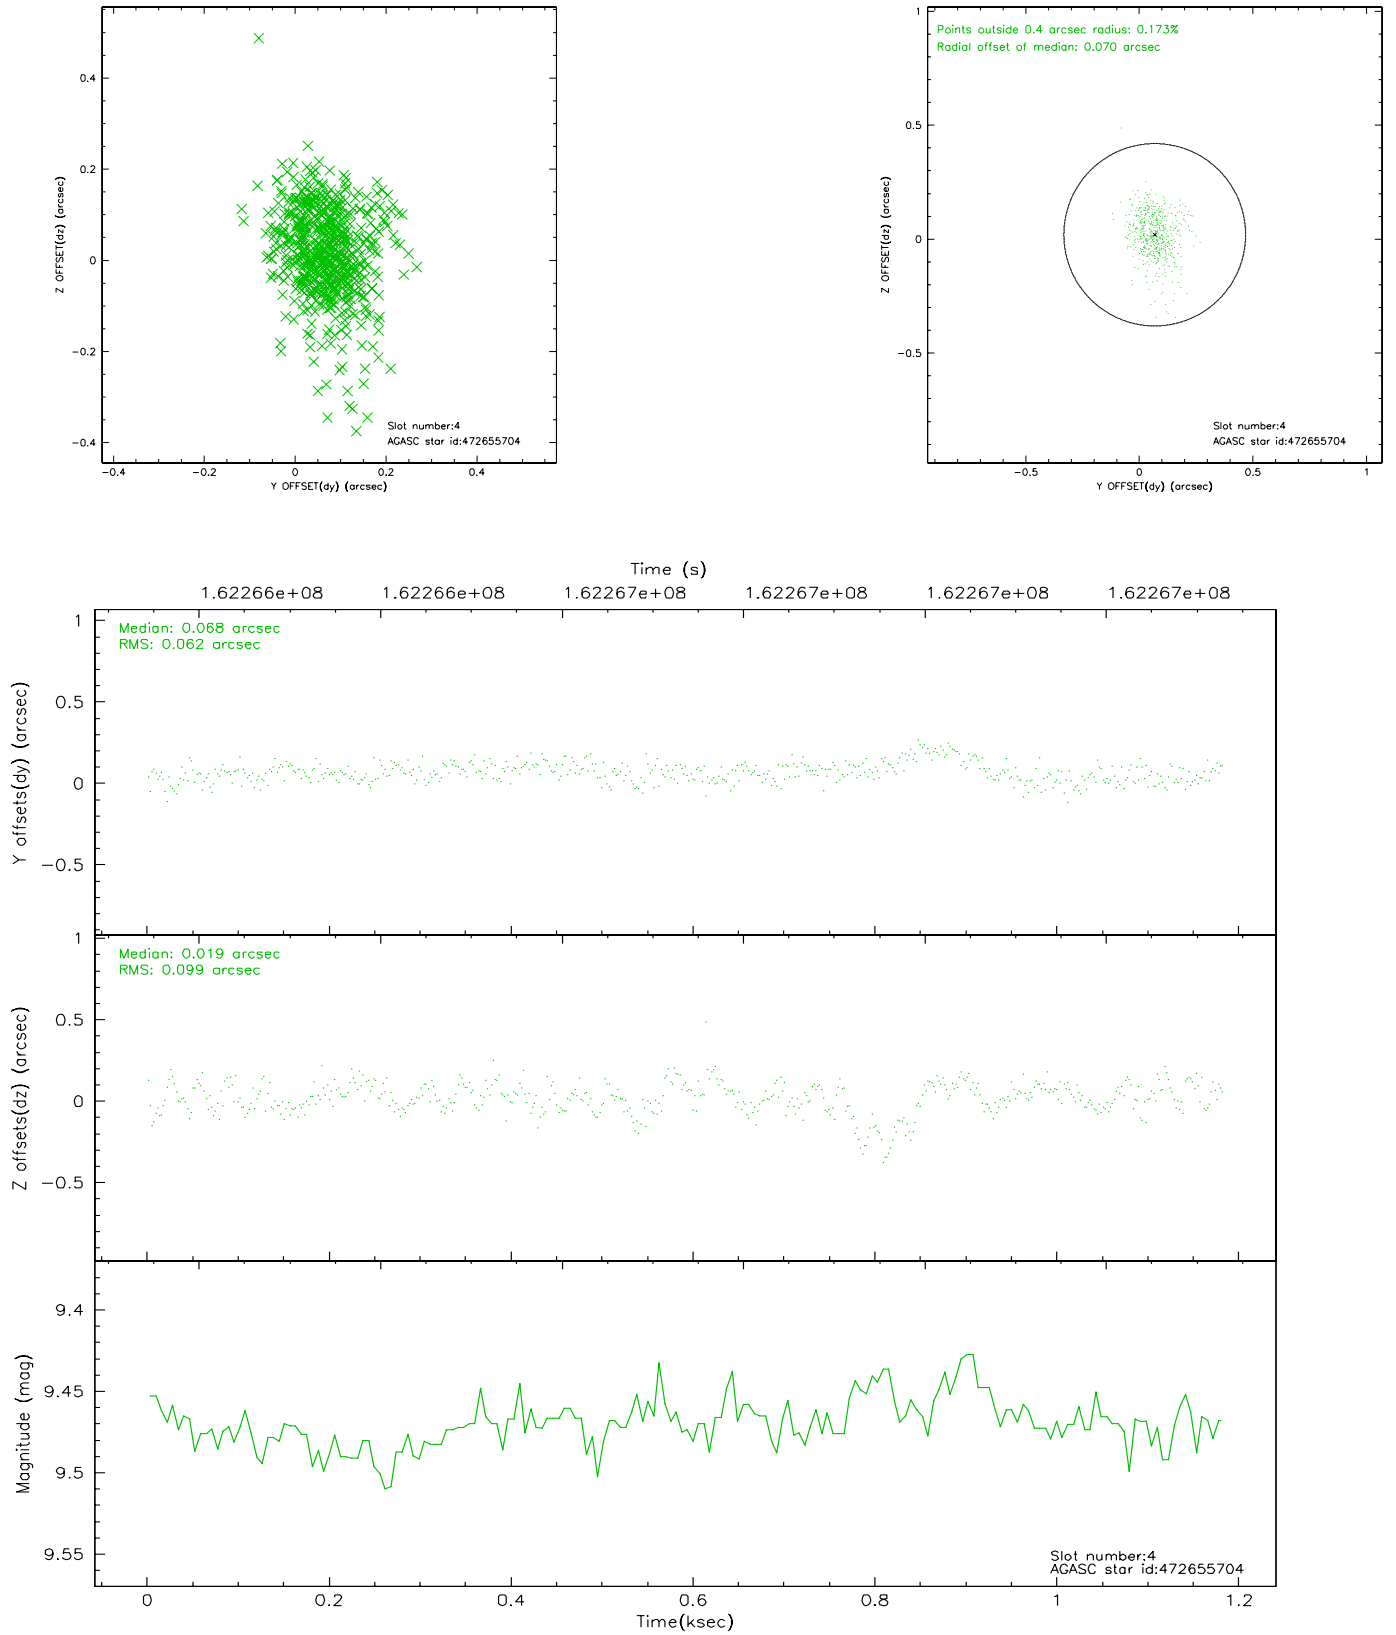 0.4
0.2
0
−0.2
−0.4
−0.4
−0.2
0
0.2
0.4
Z OFFSET(dz) (arcsec)
Y OFFSET(dy) (arcsec)
Slot number:4
AGASC star id:472655704
Points outside 0.4 arcsec radius: 0.173%
Radial offset of median: 0.070 arcsec
1
0.5
0
−0.5
−0.5
0
0.5
1
Z OFFSET(dz) (arcsec)
Y OFFSET(dy) (arcsec)
Slot number:4
AGASC star id:472655704
Time (s)
1.62266e+08 1.62266e+08 1.62267e+08 1.62267e+08 1.62267e+08 1.62267e+08
Median: 0.068 arcsec
RMS: 0.062 arcsec
1
0.5
0
−0.5
Y offsets(dy) (arcsec)
Median: 0.019 arcsec
RMS: 0.099 arcsec
1
0.5
0
−0.5
Z offsets(dz) (arcsec)
9.4
9.45
9.5
9.55
Magnitude (mag)
Slot number:4
AGASC star id:472655704
0 0.2 0.4 0.6 0.8 1 1.2
Time(ksec)